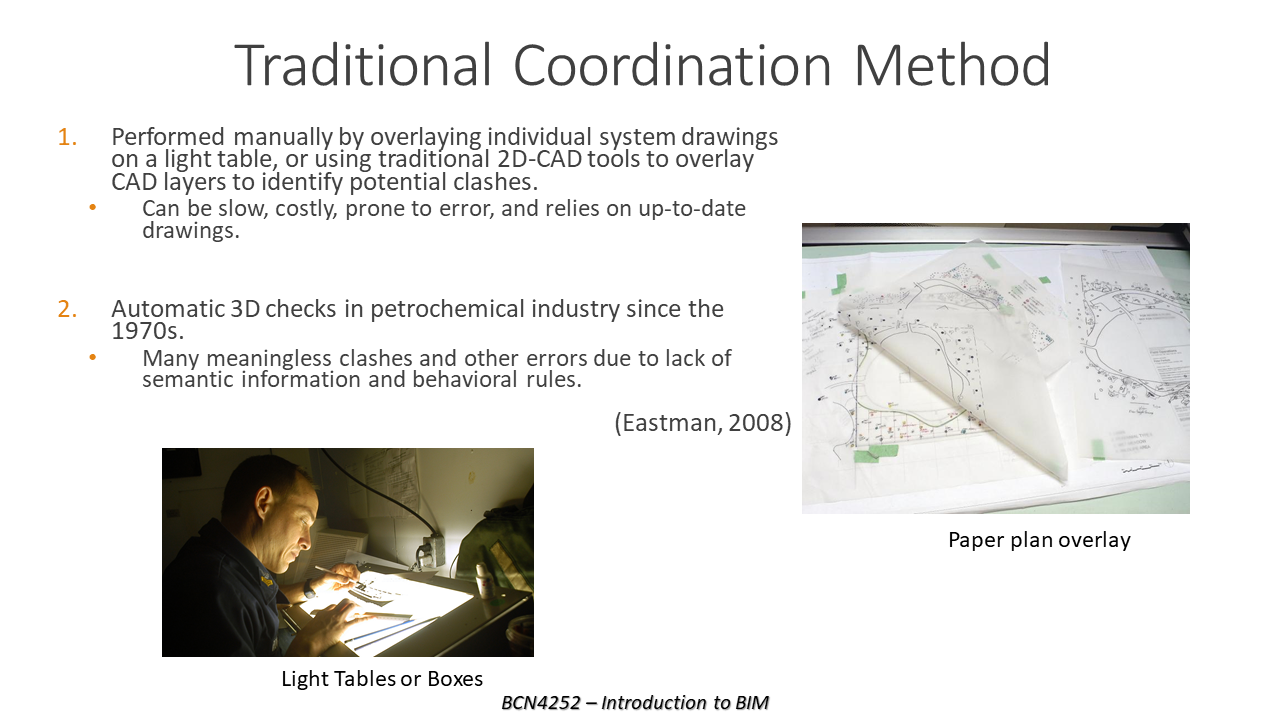 Traditional Coordination Method
1. Performed manually by overlaying individual system drawings
on a light table, or using traditional 2D-CAD tools to overlay
CAD layers to identify potential clashes.
• Can be slow, costly, prone to error, and relies on up-to-date
drawings.
2. Automatic 3D checks in petrochemical industry since the
1970s.
• Many meaningless clashes and other errors due to lack of
semantic information and behavioral rules.
(Eastman, 2008)
Paper plan overlay
Light Tables or Boxes
BCN4252 – Introduction to BIM